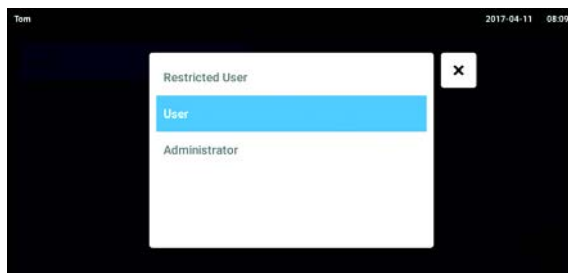 Tom 2017-04-11 08:09
Restricted User
User
Administrator